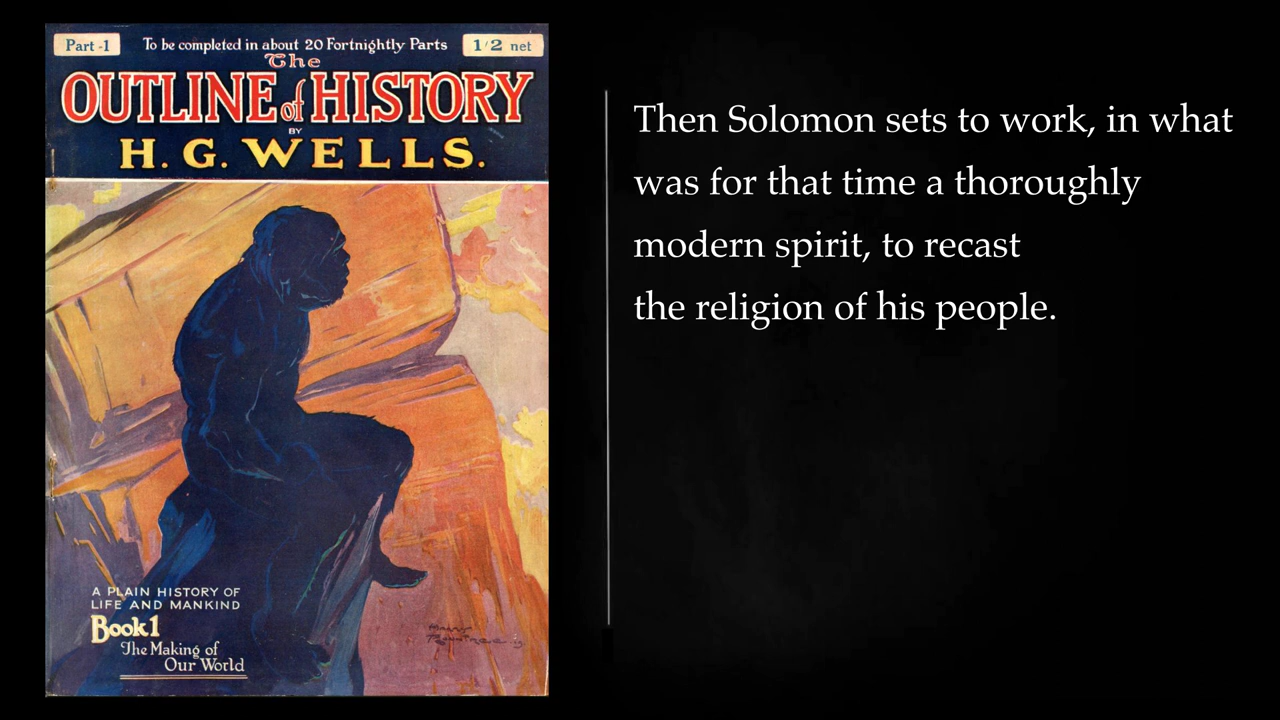 Part -1
To be completed in about 20 Fortnightly Parts
1/2 net
The
OUTLINE of HISTORY
BY
H. G. WELLS.
A PLAIN HISTORY OF
LIFE AND MANKIND
Book 1
The Making of
Our World
Then Solomon sets to work, in what
was for that time a thoroughly
modern spirit, to recast
the religion of his people.